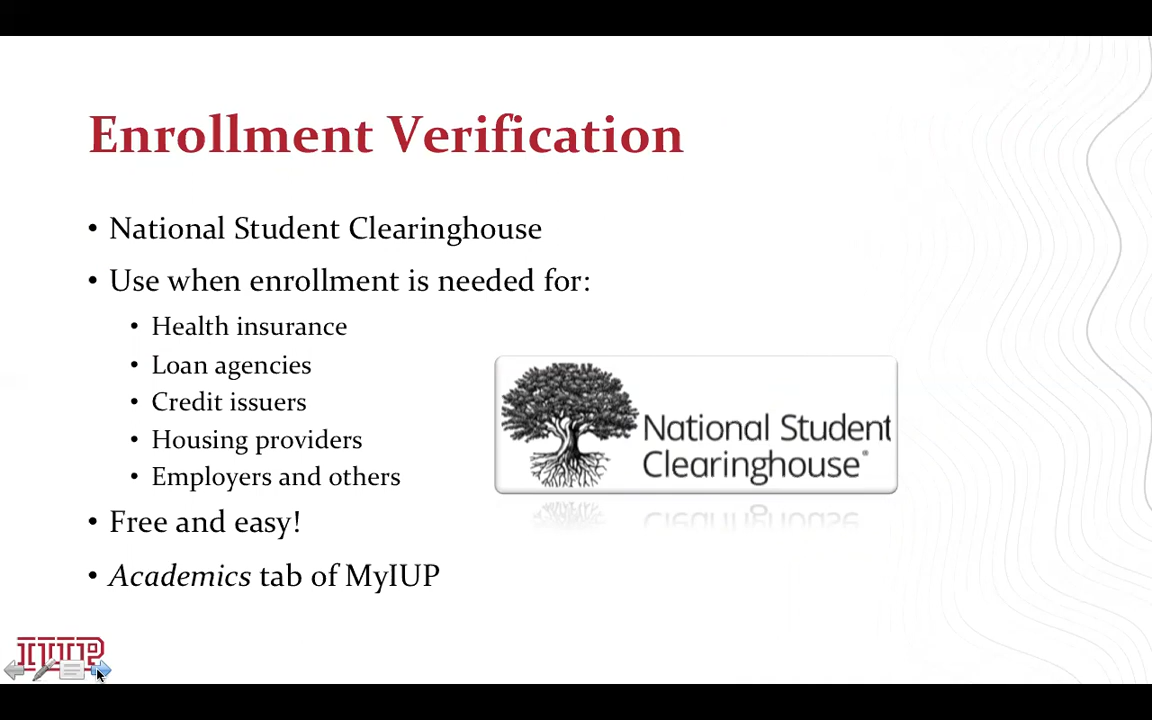 Enrollment Verification
• National Student Clearinghouse
• Use when enrollment is needed for:
• Health insurance
• Loan agencies
• Credit issuers
• Housing providers
• Employers and others
National Student
Clearinghouse®
• Free and easy!
• Academics tab of MyIUP
IUP